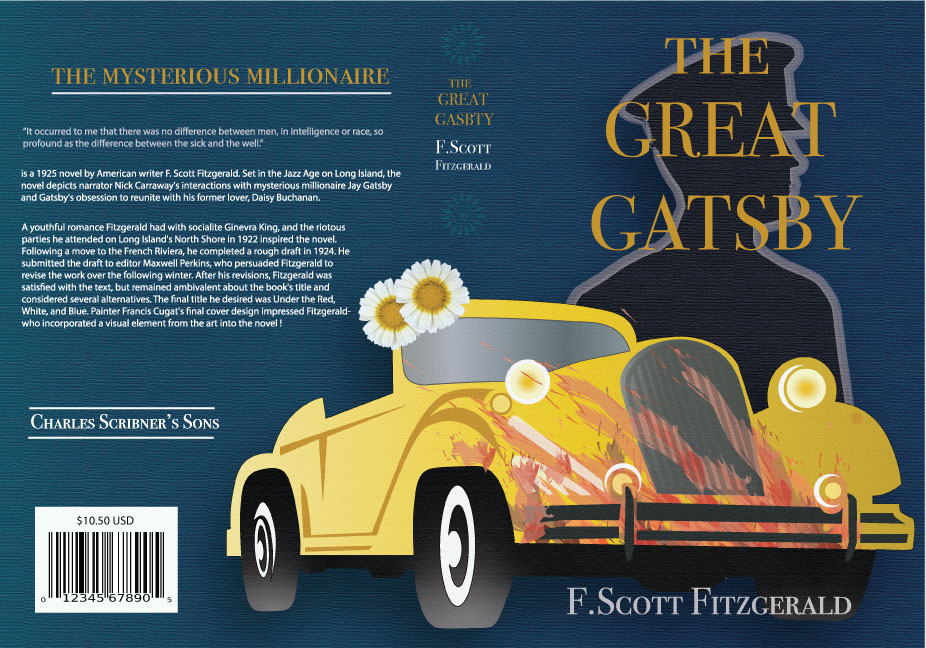 THE MYSTERIOUS MILLIONAIRE
"It occurred to me that there was no difference between men, in intelligence or race, so
profound as the difference between the sick and the well."
is a 1925 novel by American writer F. Scott Fitzgerald. Set in the Jazz Age on Long Island, the
novel depicts narrator Nick Carraway's interactions with mysterious millionaire Jay Gatsby
and Gatsby's obsession to reunite with his former lover, Daisy Buchanan.
A youthful romance Fitzgerald had with socialite Ginevra King, and the riotous
parties he attended on Long Island's North Shore in 1922 inspired the novel.
Following a move to the French Riviera, he completed a rough draft in 1924. He
submitted the draft to editor Maxwell Perkins, who persuaded Fitzgerald to
revise the work over the following winter. After his revisions, Fitzgerald was
satisfied with the text, but remained ambivalent about the book's title and
considered several alternatives. The final title he desired was Under the Red,
White, and Blue. Painter Francis Cugat's final cover design impressed Fitzgerald-
who incorporated a visual element from the art into the novel !
CHARLES SCRIBNER'S SONS
$10.50 USD
0 12345 67890 5
THE
GREAT
GASBTY
F.SCOTT
FITZGERALD
THE
GREAT
GATSBY
F.SCOTT FITZGERALD